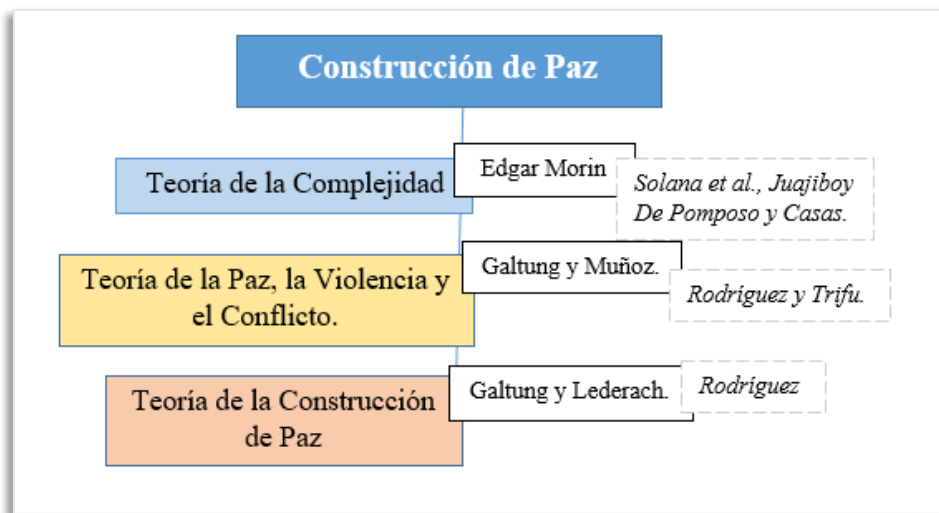 Construcción de Paz
Teoría de la Complejidad
Edgar Morin
Solana et al., Juajiboy
De Pomposo y Casas.
Teoría de la Paz, la Violencia y
el Conflicto.
Galtung y Muñoz.
Rodríguez y Trifu.
Teoría de la Construcción
de Paz
Galtung y Lederach.
Rodríguez